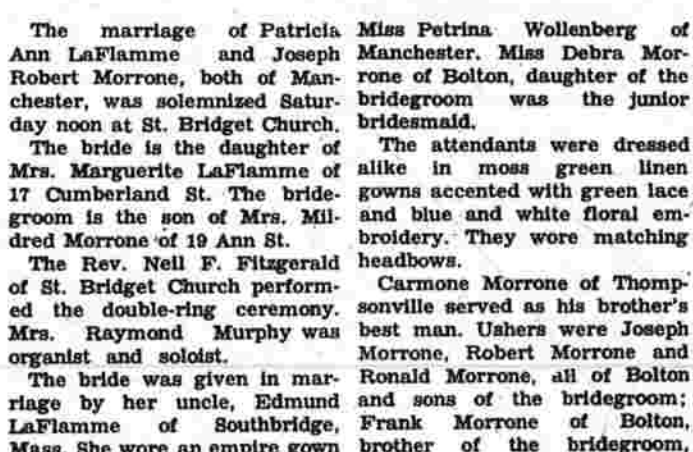 The marriage of Patricia
Ann LaFlamme and Joseph
Robert Morrone, both of Man-
chester, was solemnized Satur-
day noon at St. Bridget Church.
The bride is the daughter of
Mrs. Marguerite LaFlamme of
17 Cumberland St. The bride-
groom is the son of Mrs. Mil-
dred Morrone of 19 Ann St.
The Rev. Neil F. Fitzgerald
of St. Bridget Church perform-
ed the double-ring ceremony.
Mrs. Raymond Murphy was
organist and soloist.
The bride was given in mar-
riage by her uncle, Edmund
LaFlamme of Southbridge,
Mass. She wore an empire gown
Miss Petrina Wollenberg of
Manchester. Miss Debra Mor-
rone of Bolton, daughter of the
bridegroom was the junior
bridesmaid.
The attendants were dressed
alike in moss green linen
gowns accented with green lace
and blue and white floral em-
broidery. They wore matching
headbows.
Carmone Morrone of Thomp-
sonville served as his brother's
best man. Ushers were Joseph
Morrone, Robert Morrone and
Ronald Morrone, all of Bolton
and sons of the bridegroom;
Frank Morrone of Bolton,
brother of the bridegroom,